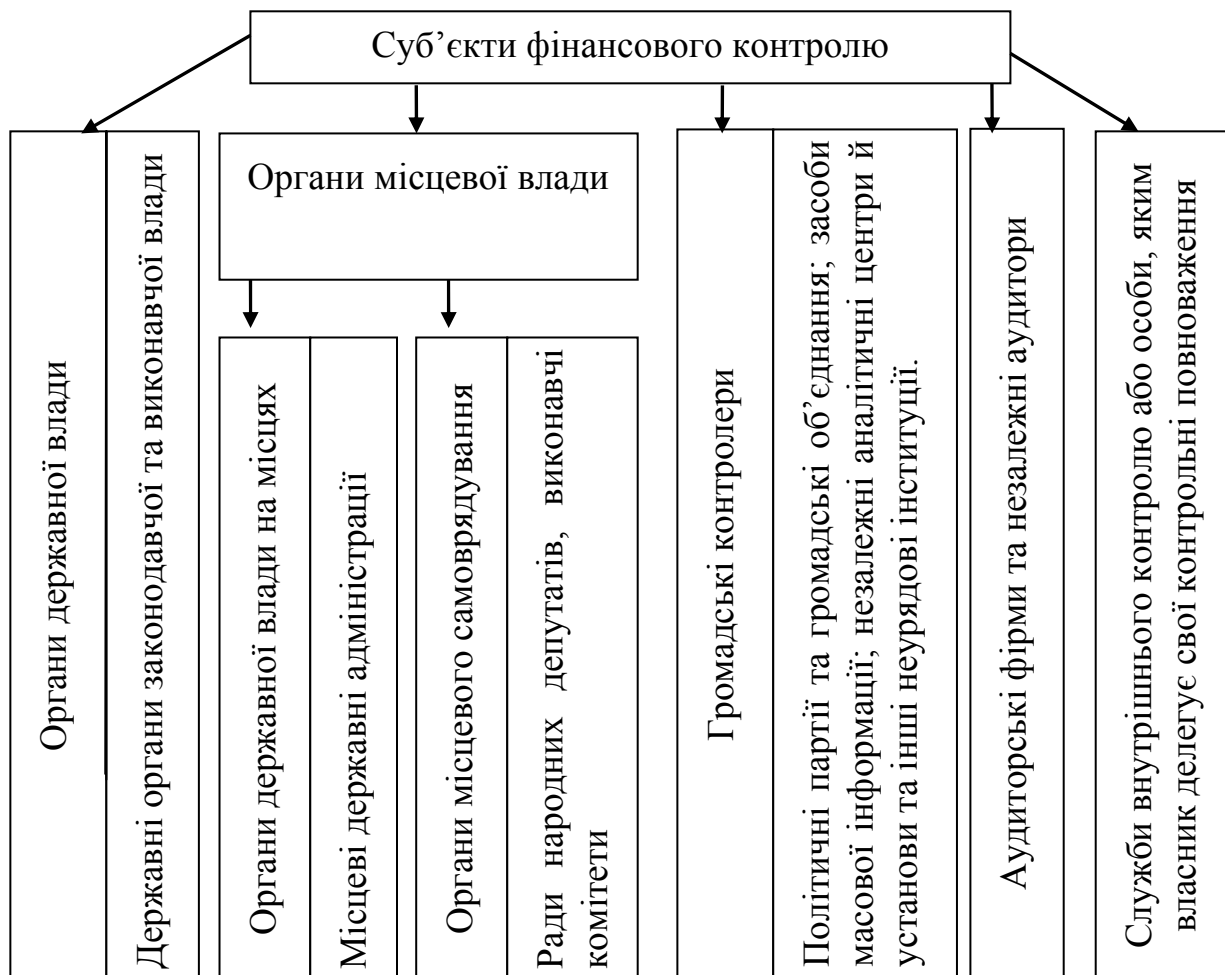 Суб’єкти фінансового контролю
Органи державної влади
Державні органи законодавчої та виконавчої влади
Органи місцевої влади
Органи державної влади на місцях
Місцеві державні адміністрації
Органи місцевого самоврядування
Ради народних депутатів, виконавчі
комітети
Громадські контролери
Політичні партії та громадські об’єднання; засоби
масової інформації; незалежні аналітичні центри й
установи та інші неурядові інституції.
Аудиторські фірми та незалежні аудитори
Служби внутрішнього контролю або особи, яким
власник делегує свої контрольні повноваження